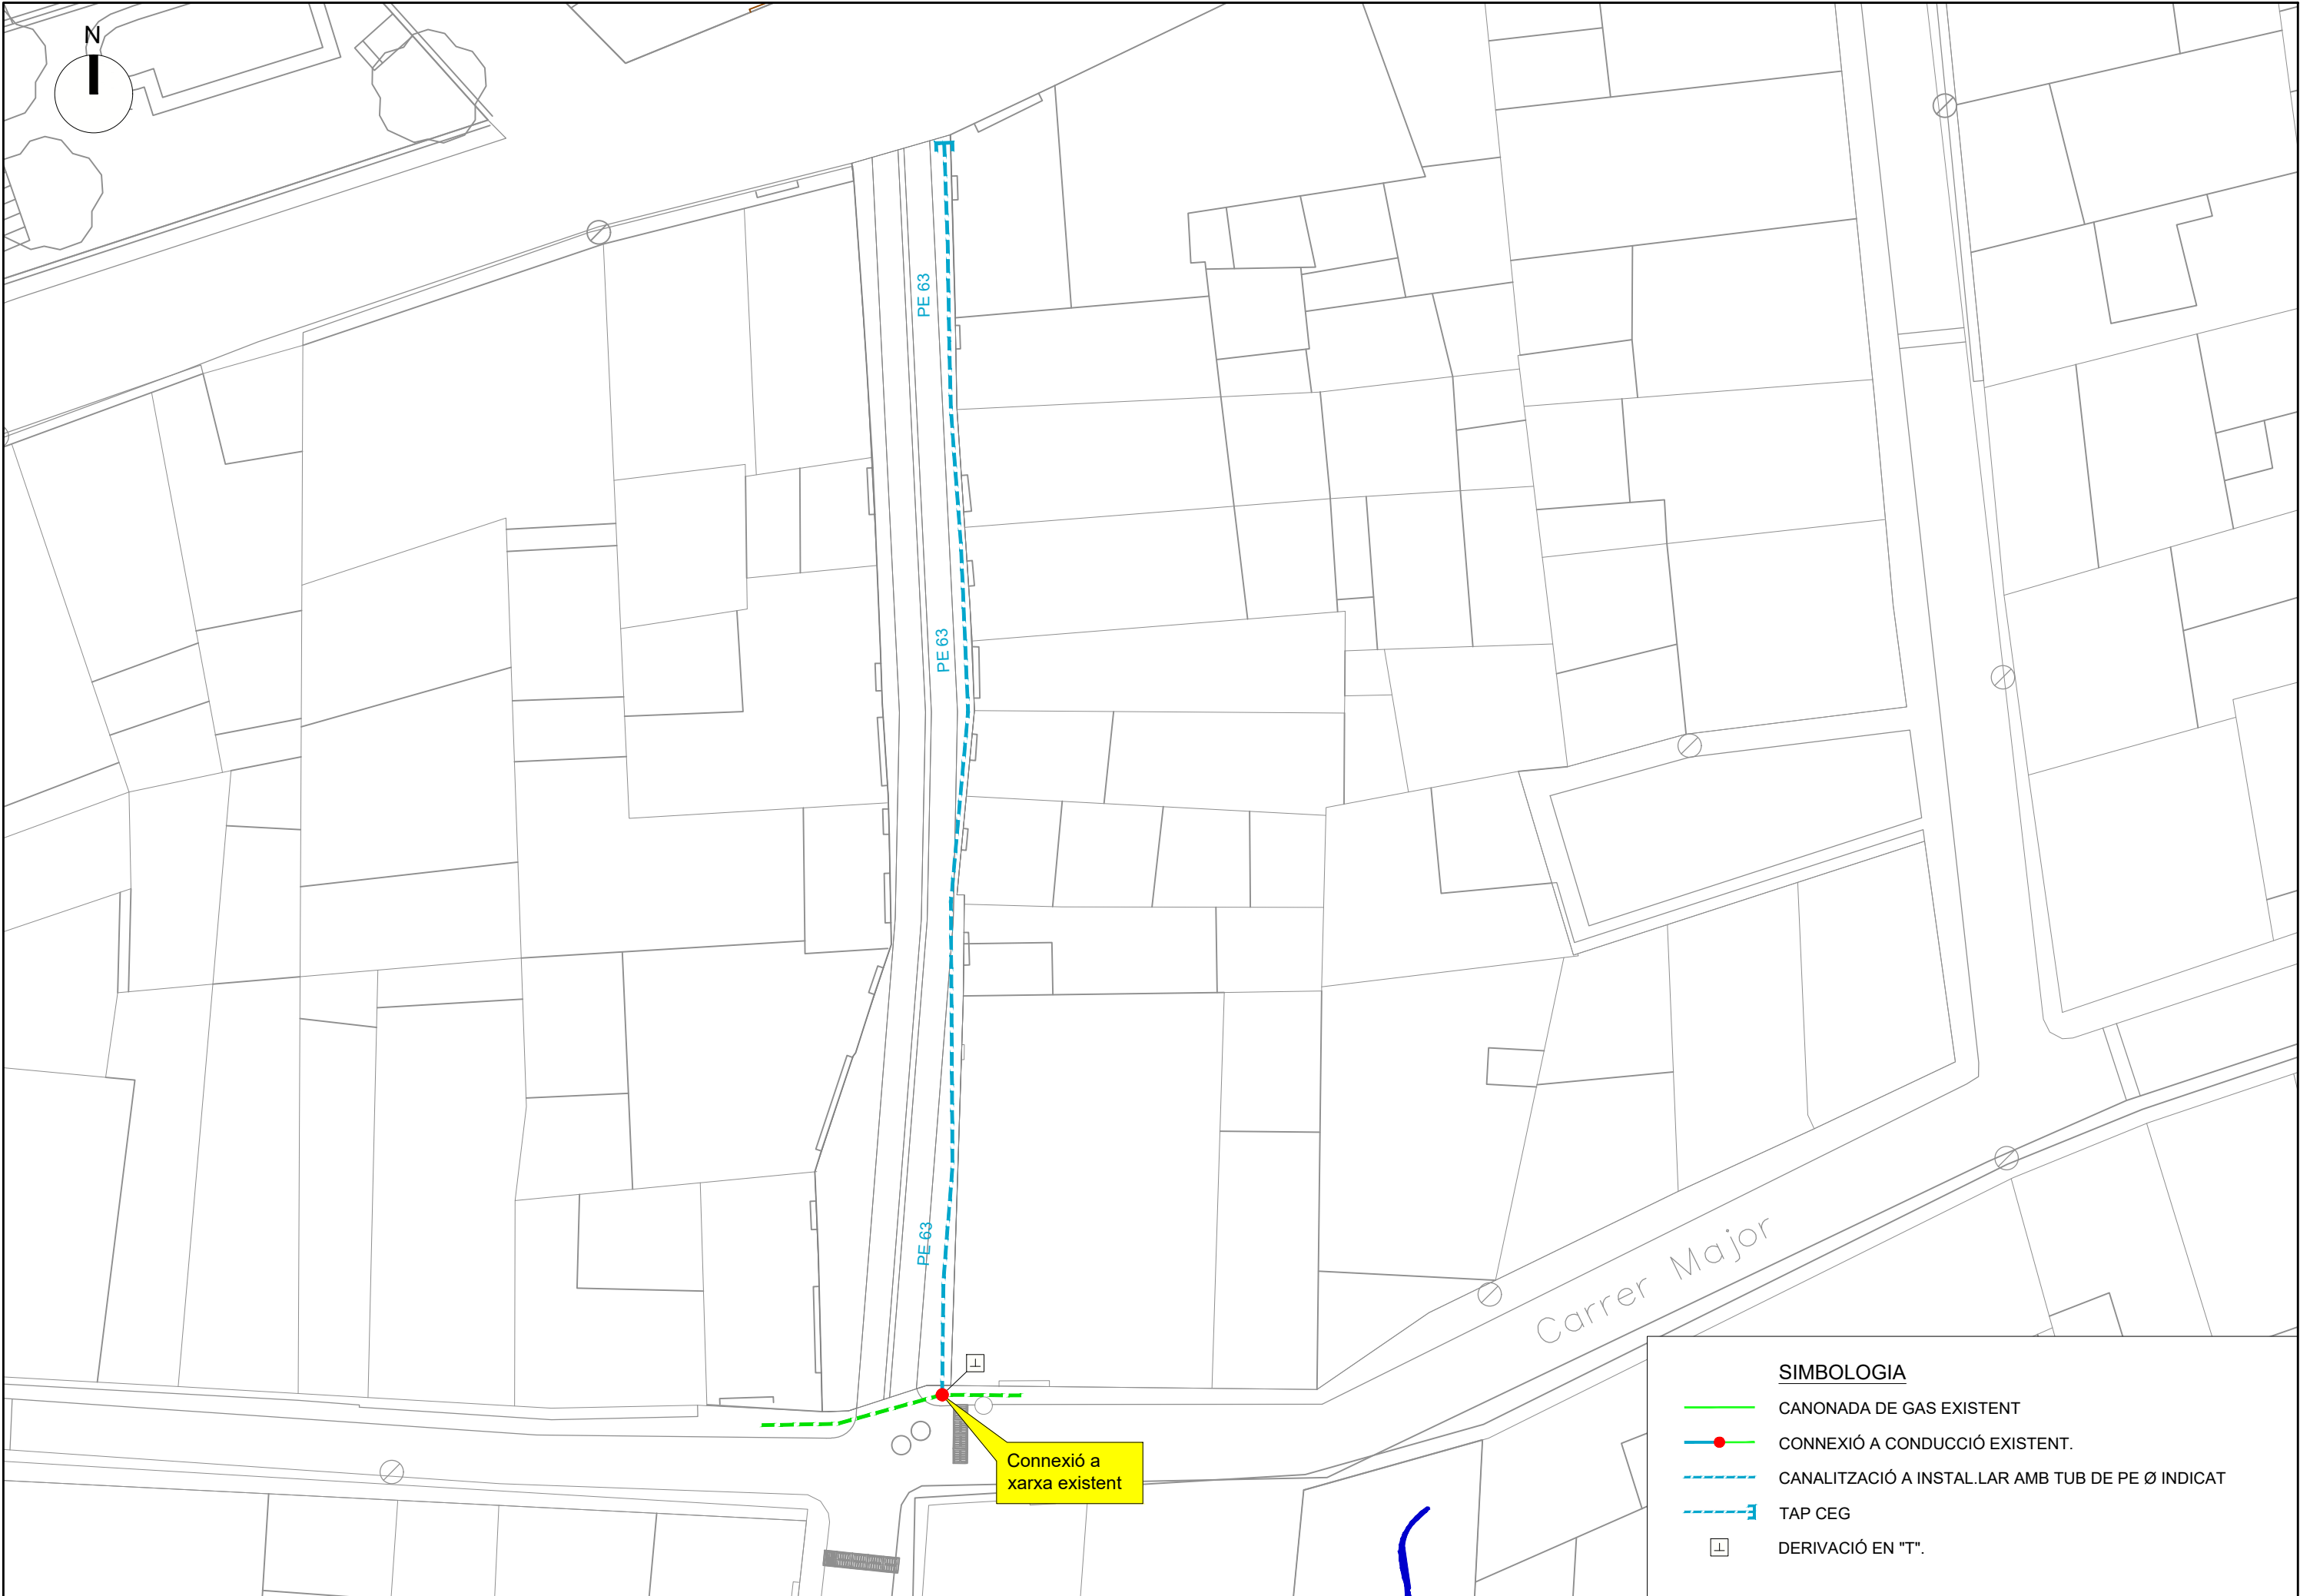 N
PE 63
PE 63
PE 63
Carrer Major
Connexió a
xarxa existent
SIMBOLOGIA
CANONADA DE GAS EXISTENT
CONNEXIÓ A CONDUCCIÓ EXISTENT.
CANALITZACIÓ A INSTAL.LAR AMB TUB DE PE Ø INDICAT
TAP CEG
DERIVACIÓ EN "T".